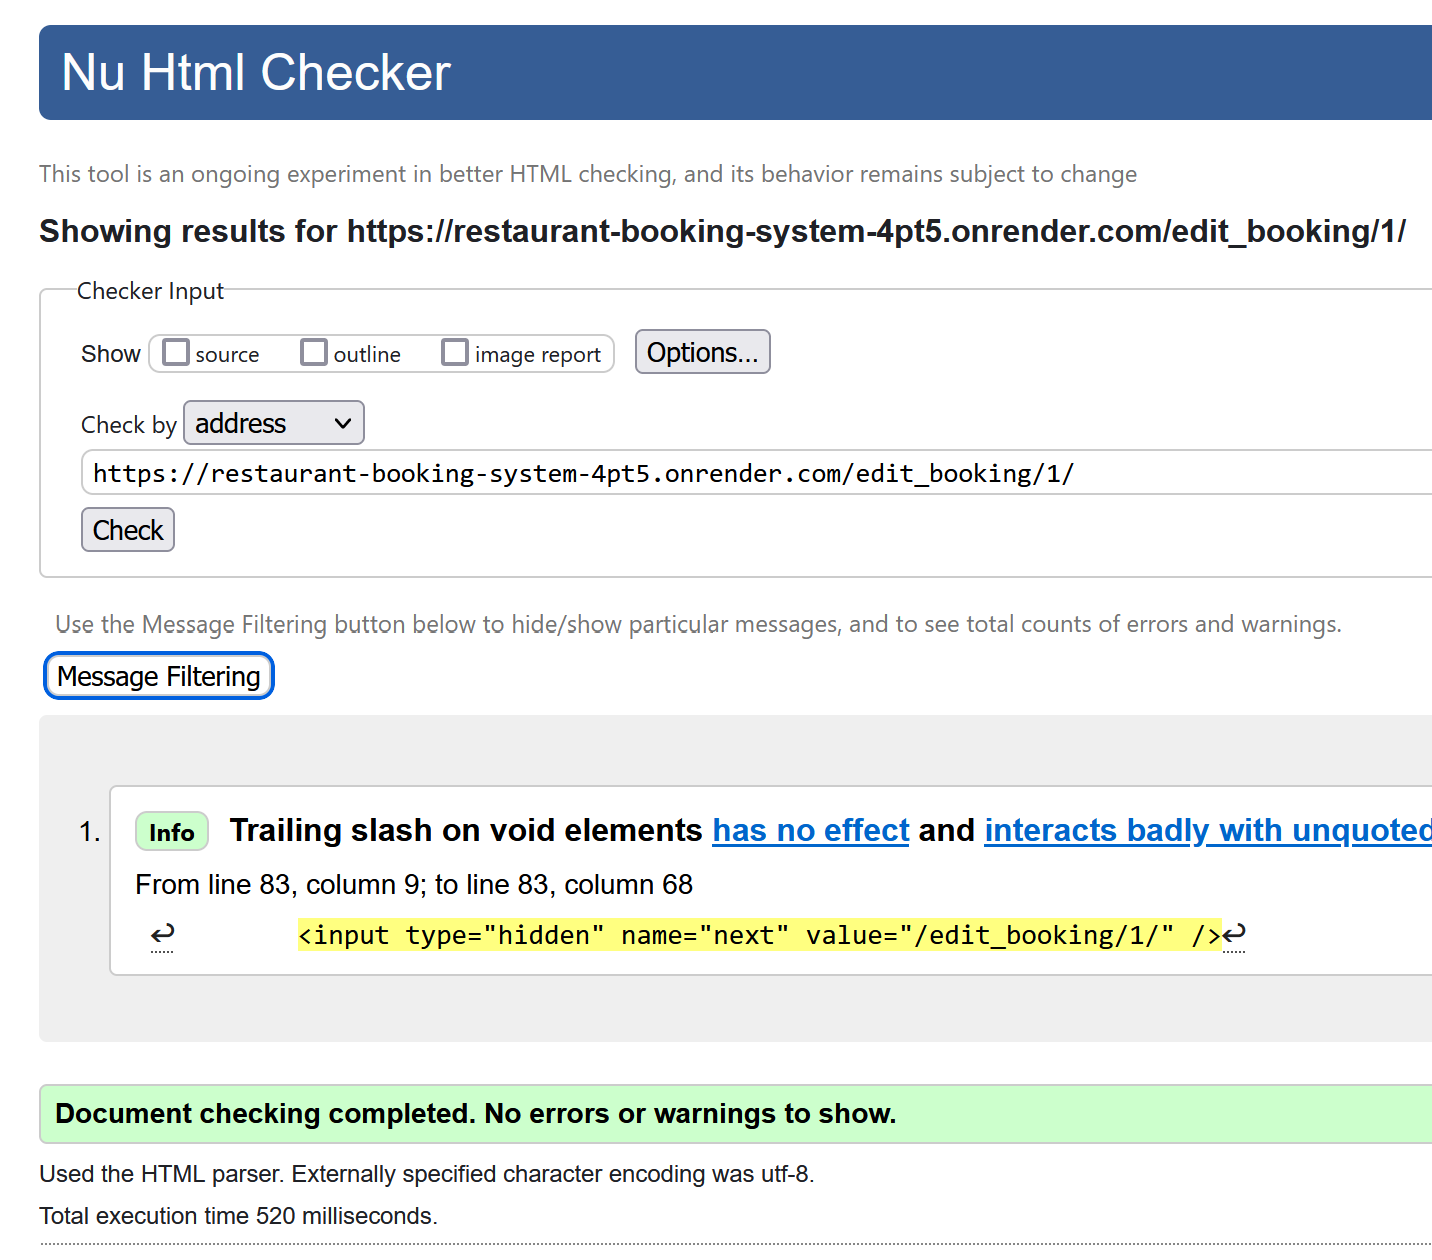 Nu Html Checker
This tool is an ongoing experiment in better HTML checking, and its behavior remains subject to change
Showing results for https://restaurant-booking-system-4pt5.onrender.com/edit_booking/1/
Checker Input
Show source outline image report Options...
Check by address
https://restaurant-booking-system-4pt5.onrender.com/edit_booking/1/
Check
Use the Message Filtering button below to hide/show particular messages, and to see total counts of errors and warnings.
Message Filtering
1. Info Trailing slash on void elements has no effect and interacts badly with unquoted
From line 83, column 9; to line 83, column 68
↩ <input type="hidden" name="next" value="/edit_booking/1/" />↩
Document checking completed. No errors or warnings to show.
Used the HTML parser. Externally specified character encoding was utf-8.
Total execution time 520 milliseconds.